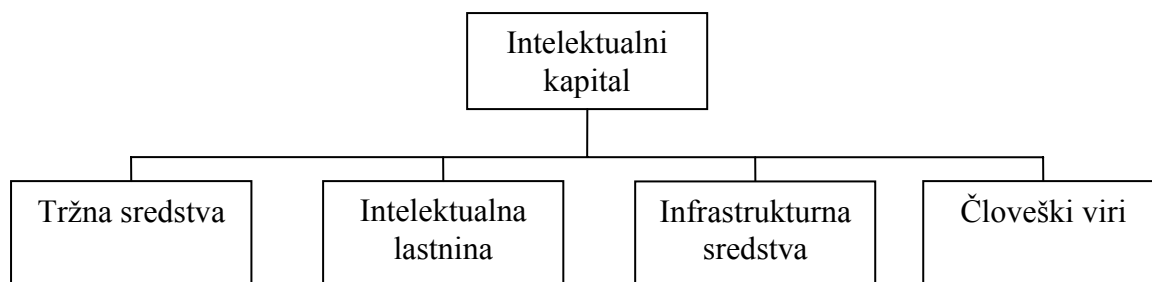 Intelektualni
kapital
Tržna sredstva
Intelektualna
lastnina
Infrastrukturna
sredstva
Človeški viri